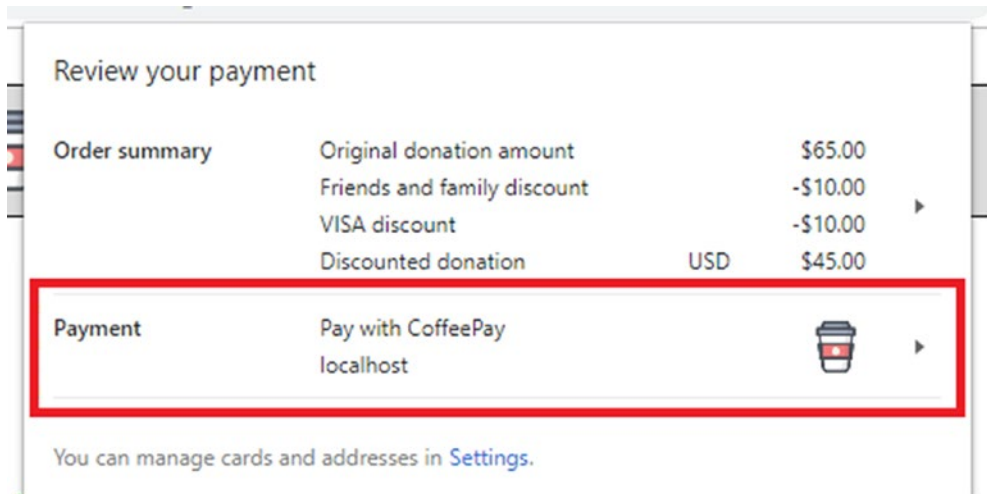 Review your payment
Order summary Original donation amount $65.00
Friends and family discount -$10.00
VISA discount -$10.00
Discounted donation USD $45.00
Payment Pay with CoffeePay
localhost
You can manage cards and addresses in Settings.